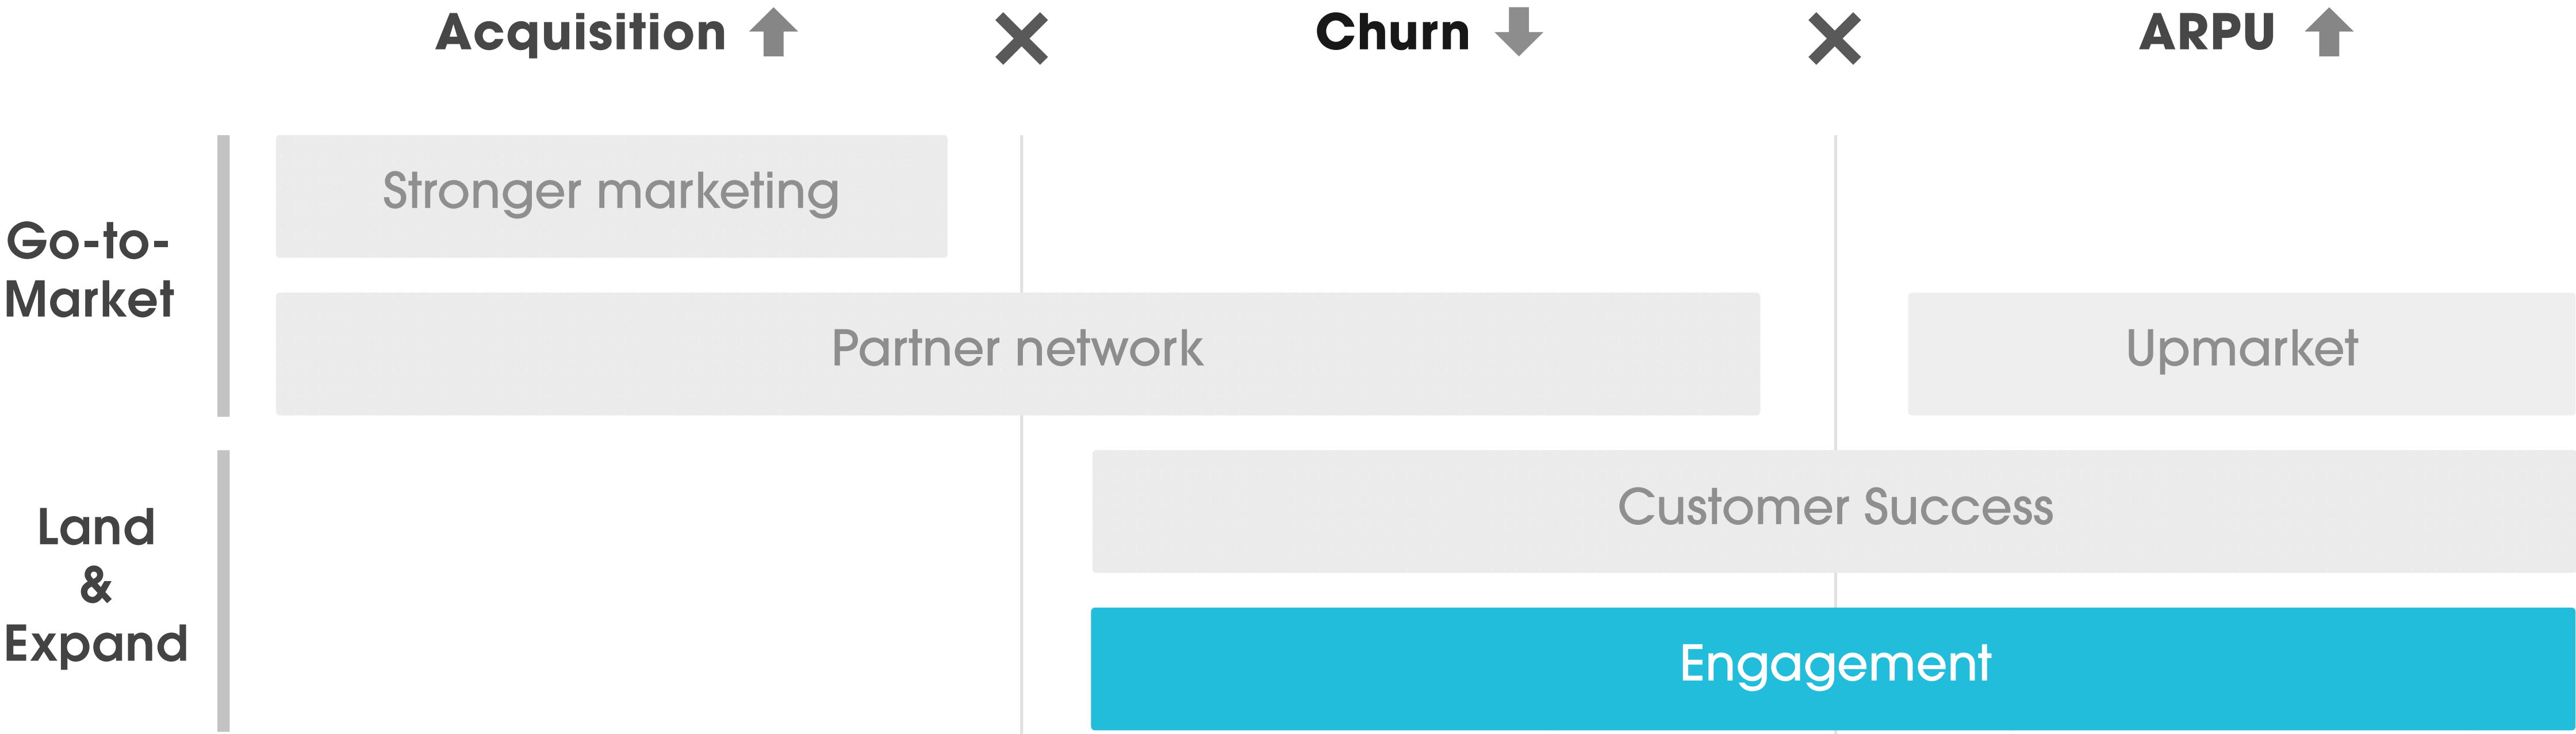 Acquisition
Churn
ARPU
Go-to-
Market
Stronger marketing
Partner network
Upmarket
Land
&
Expand
Customer Success
Engagement